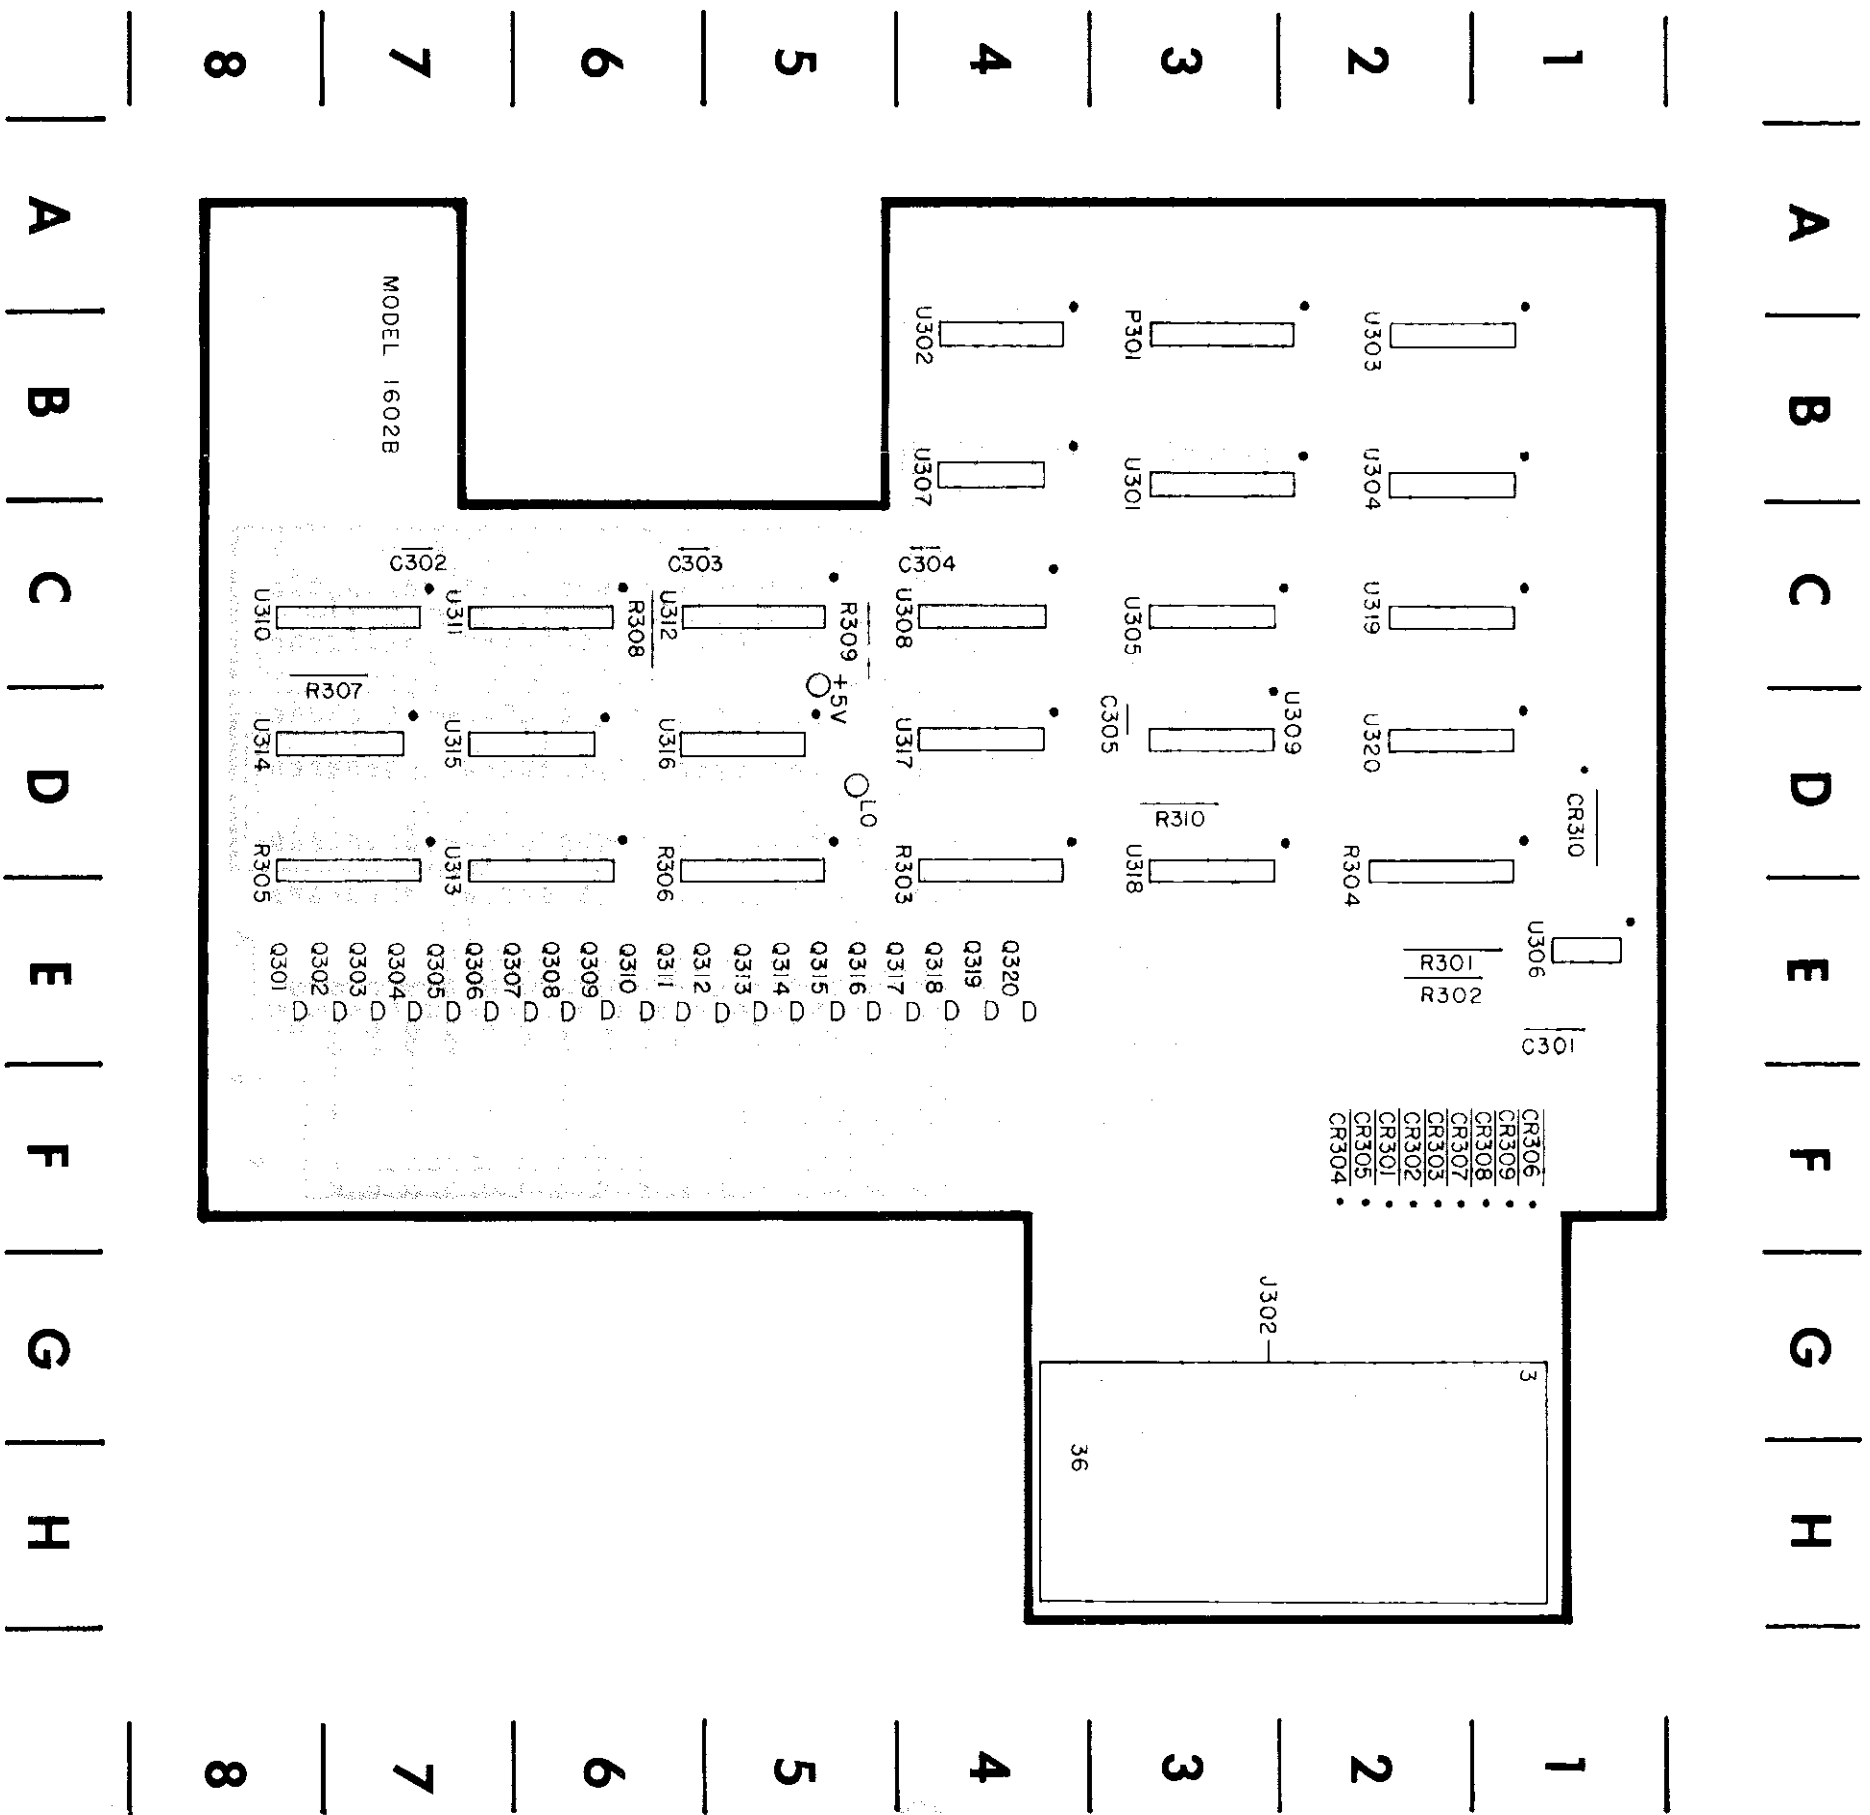 8 7 6 5 4 3 2 1
A A
B B
C C
D D
E E
F F
G G
H H
MODEL 1602B
U302
P301
U303
U307
U301
U304
C302
C303
C304
U310
U311
R308
U312
R309
U308
U305
U319
R307
+5V
U314
U315
U316
U317
C305
U309
U320
LO
R310
CR310
R305
U313
R306
R303
U318
R304
U306
R301
R302
C301
Q301
Q302
Q303
Q304
Q305
Q306
Q307
Q308
Q309
Q310
Q311
Q312
Q313
Q314
Q315
Q316
Q317
Q318
Q319
Q320
D D D D D D D D D D D D D D D D D D D D
CR304
CR305
CR301
CR302
CR303
CR307
CR308
CR309
CR306
J302
3
36
8 7 6 5 4 3 2 1